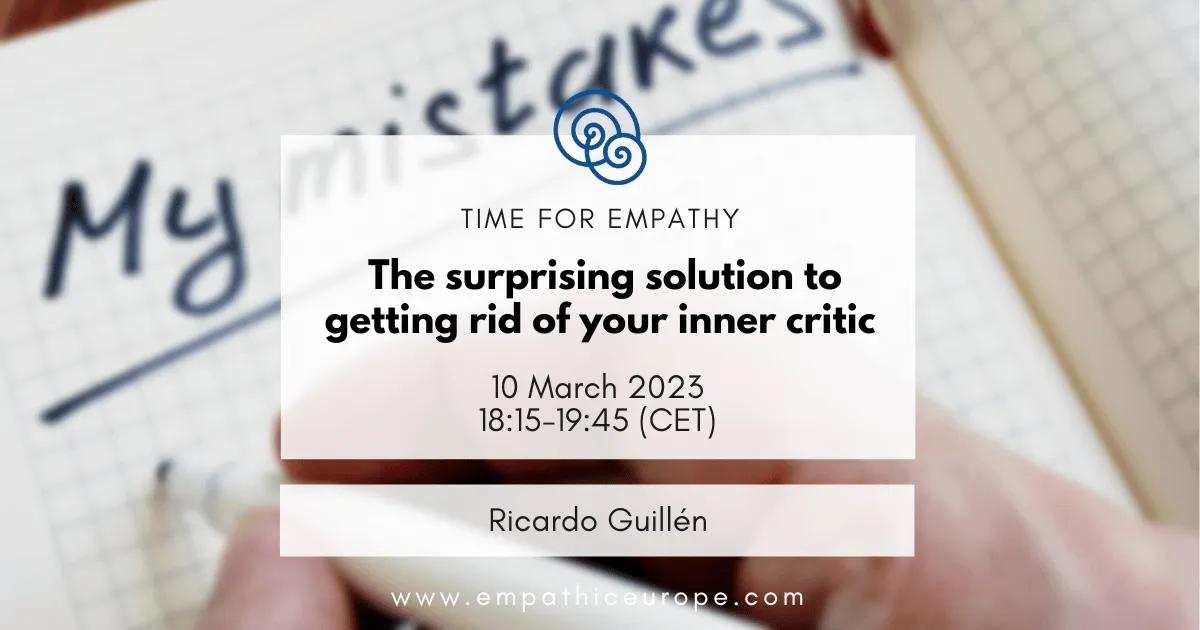 My mistakes
TIME FOR EMPATHY
The surprising solution to
getting rid of your inner critic
10 March 2023
18:15-19:45 (CET)
Ricardo Guillén
www.empathiceurope.com